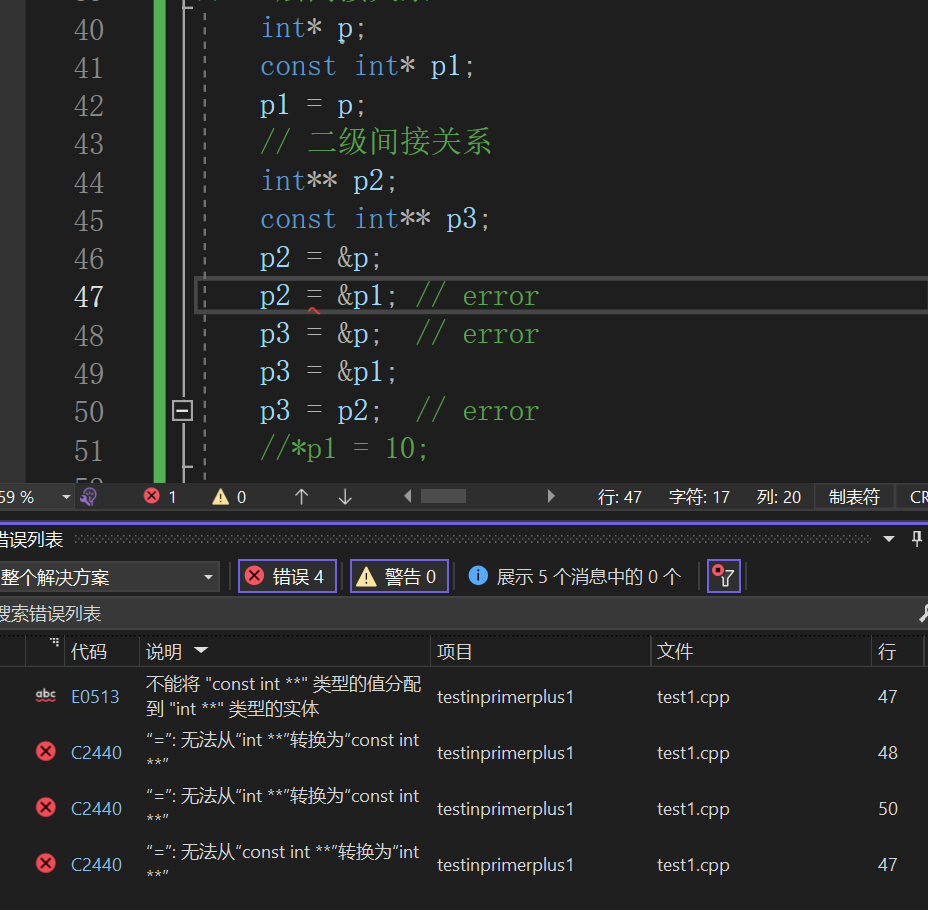 40 int* p;
41 const int* p1;
42 p1 = p;
43 // 二级间接关系
44 int** p2;
45 const int** p3;
46 p2 = &p;
47 p2 = &p1; // error
48 p3 = &p; // error
49 p3 = &p1;
50 p3 = p2; // error
51 //*p1 = 10;
59 % 1 0 行: 47 字符: 17 列: 20 制表符 CR
错误列表
整个解决方案 错误 4 警告 0 展示 5 个消息中的 0 个
搜索错误列表
代码 说明 项目 文件 行
abc E0513 不能将 "const int **" 类型的值分配到 "int **" 类型的实体 testinprimerplus1 test1.cpp 47
C2440 “=”: 无法从“int **”转换为“const int **” testinprimerplus1 test1.cpp 48
C2440 “=”: 无法从“int **”转换为“const int **” testinprimerplus1 test1.cpp 50
C2440 “=”: 无法从“const int **”转换为“int **” testinprimerplus1 test1.cpp 47